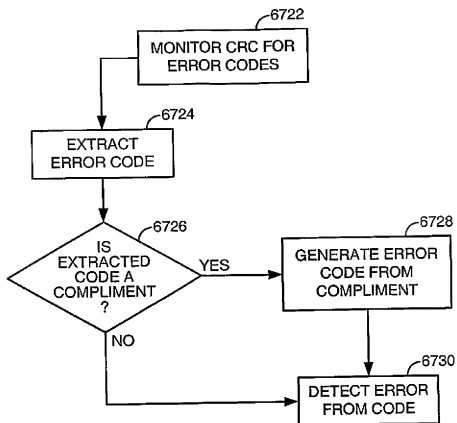 6722
MONITOR CRC FOR
ERROR CODES
6724
EXTRACT
ERROR CODE
6726
IS
EXTRACTED
CODE A
COMPLIMENT
?
YES
NO
6728
GENERATE ERROR
CODE FROM
COMPLIMENT
6730
DETECT ERROR
FROM CODE